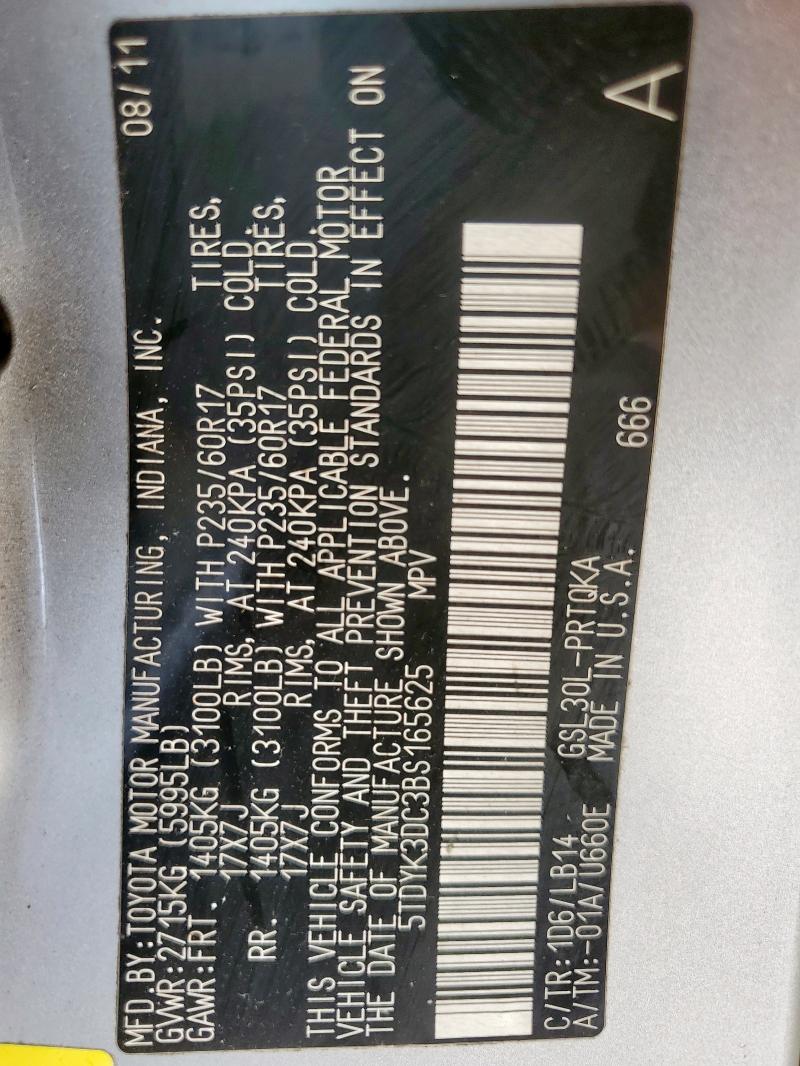 MFD.BY:TOYOTA MOTOR MANUFACTURING, INDIANA, INC. 08/11
GVWR:2715KG (5995LB)
GAWR:FRT. 1405KG (3100LB) WITH P235/60R17 TIRES,
17X7J RIMS, AT 240KPA (35PSI) COLD.
RR. 1405KG (3100LB) WITH P235/60R17 TIRES,
17X7J RIMS, AT 240KPA (35PSI) COLD.
THIS VEHICLE CONFORMS TO ALL APPLICABLE FEDERAL MOTOR
VEHICLE SAFETY AND THEFT PREVENTION STANDARDS IN EFFECT ON
THE DATE OF MANUFACTURE SHOWN ABOVE.
5TDYK3DC3BS165625 MPV
C/TR:1D6/LB14 GSL30L-PRTQKA
A/TM:-01A/U660E MADE IN U.S.A. 666
A